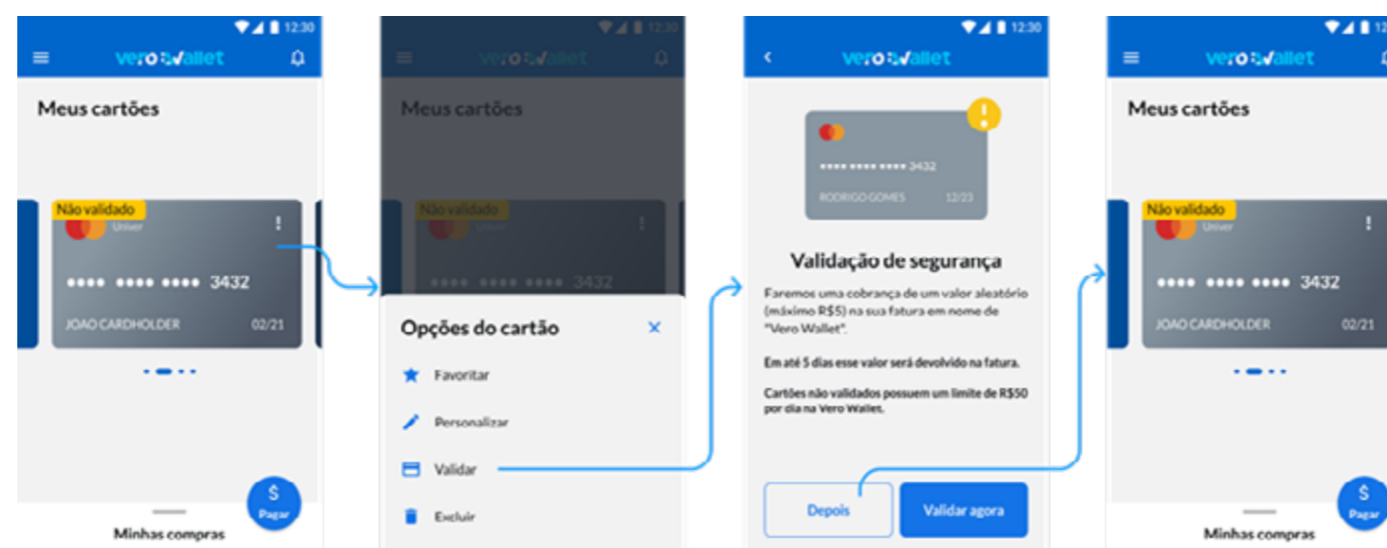 12:30
vero wallet
Meus cartões
Não validado
Univer
•••• •••• •••• 3432
JOAO CARDHOLDER 02/21
$
Pagar
Minhas compras
12:30
vero wallet
Meus cartões
Não validado
•••• •••• •••• 3432
Opções do cartão
Favoritar
Personalizar
Validar
Excluir
12:30
vero wallet
•••• •••• •••• 3432
RODRIGO GOMES 12/23
Validação de segurança
Faremos uma cobrança de um valor aleatório
(máximo R$5) na sua fatura em nome de
"Vero Wallet".
Em até 5 dias esse valor será devolvido na fatura.
Cartões não validados possuem um limite de R$50
por dia na Vero Wallet.
Depois
Validar agora
vero wallet
Meus cartões
Não validado
Univer
•••• •••• •••• 3432
JOAO CARDHOLDER 02/21
$
Pagar
Minhas compras